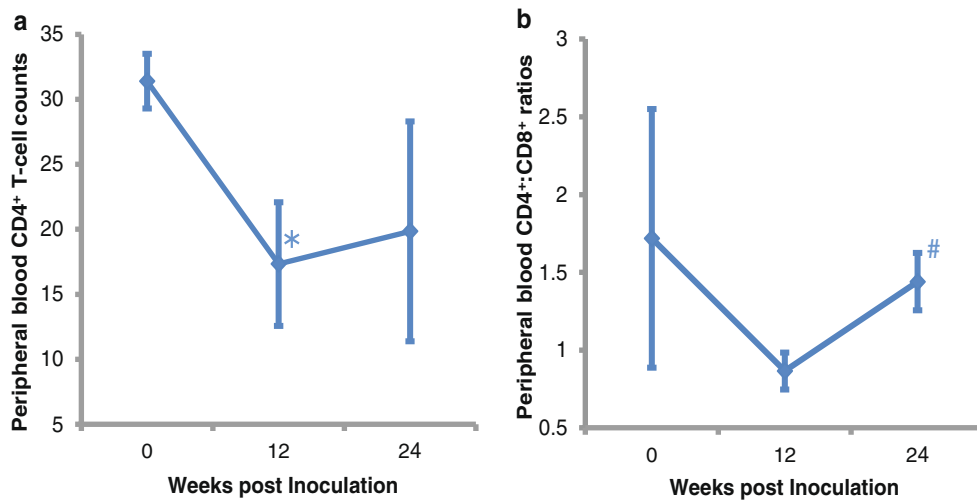 a
Peripheral blood CD4⁺ T-cell counts
35
30
25
20
15
10
5
*
0 12 24
Weeks post Inoculation
b
Peripheral blood CD4⁺:CD8⁺ ratios
3
2.5
2
1.5
1
0.5
#
0 12 24
Weeks post Inoculation